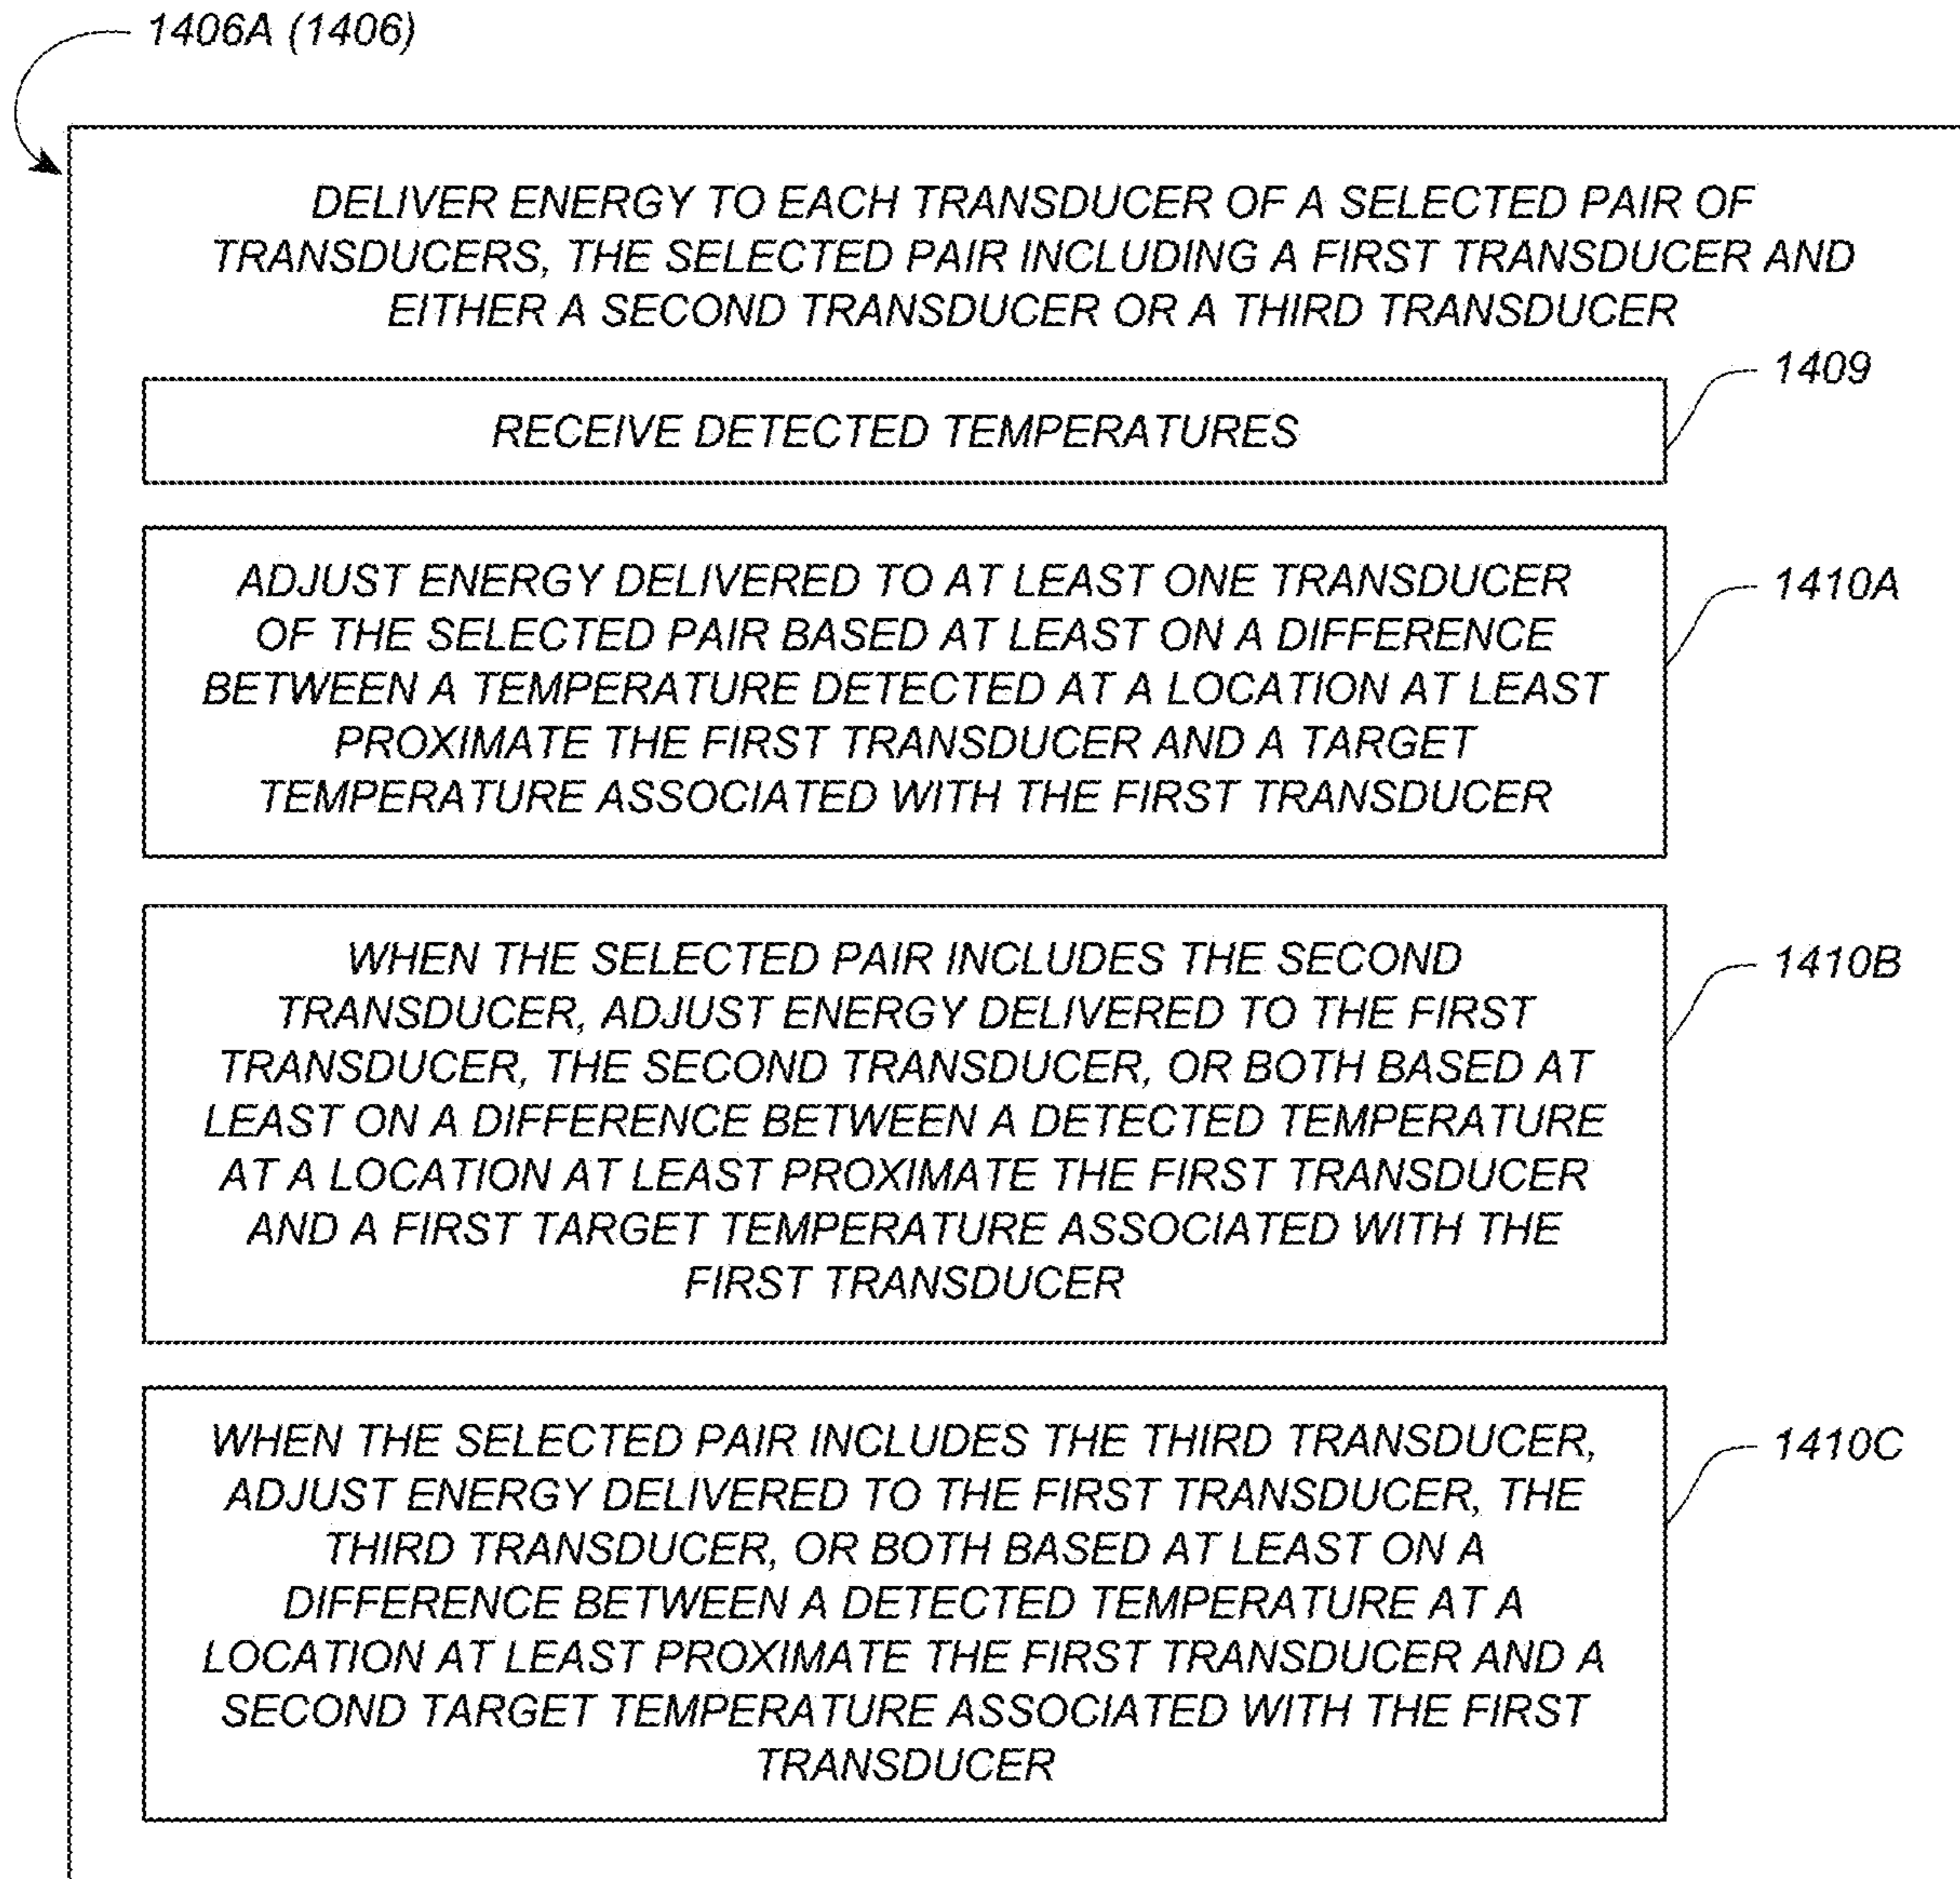 1406A (1406)
DELIVER ENERGY TO EACH TRANSDUCER OF A SELECTED PAIR OF
TRANSDUCERS, THE SELECTED PAIR INCLUDING A FIRST TRANSDUCER AND
EITHER A SECOND TRANSDUCER OR A THIRD TRANSDUCER
1409
RECEIVE DETECTED TEMPERATURES
ADJUST ENERGY DELIVERED TO AT LEAST ONE TRANSDUCER
1410A
OF THE SELECTED PAIR BASED AT LEAST ON A DIFFERENCE
BETWEEN A TEMPERATURE DETECTED AT A LOCATION AT LEAST
PROXIMATE THE FIRST TRANSDUCER AND A TARGET
TEMPERATURE ASSOCIATED WITH THE FIRST TRANSDUCER
WHEN THE SELECTED PAIR INCLUDES THE SECOND
1410B
TRANSDUCER, ADJUST ENERGY DELIVERED TO THE FIRST
TRANSDUCER, THE SECOND TRANSDUCER, OR BOTH BASED AT
LEAST ON A DIFFERENCE BETWEEN A DETECTED TEMPERATURE
AT A LOCATION AT LEAST PROXIMATE THE FIRST TRANSDUCER
AND A FIRST TARGET TEMPERATURE ASSOCIATED WITH THE
FIRST TRANSDUCER
WHEN THE SELECTED PAIR INCLUDES THE THIRD TRANSDUCER,
1410C
ADJUST ENERGY DELIVERED TO THE FIRST TRANSDUCER, THE
THIRD TRANSDUCER, OR BOTH BASED AT LEAST ON A
DIFFERENCE BETWEEN A DETECTED TEMPERATURE AT A
LOCATION AT LEAST PROXIMATE THE FIRST TRANSDUCER AND A
SECOND TARGET TEMPERATURE ASSOCIATED WITH THE FIRST
TRANSDUCER